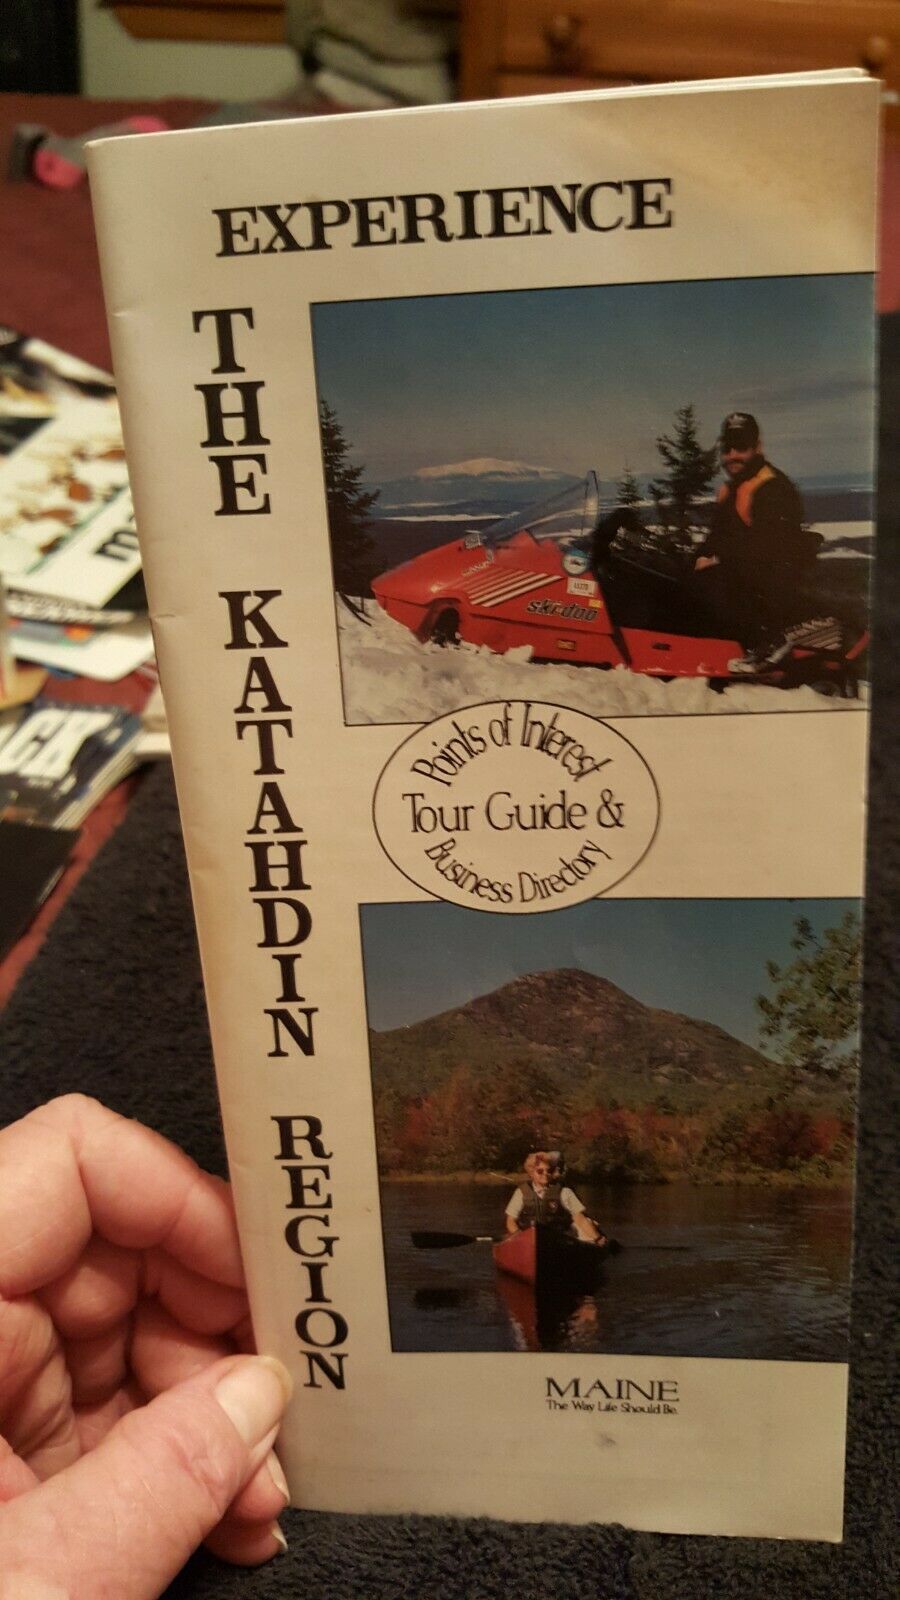 EXPERIENCE
THE KATAHDIN REGION
ski-doo
Points of Interest
Tour Guide &
Business Directory
MAINE
The Way Life Should Be.
CK
m